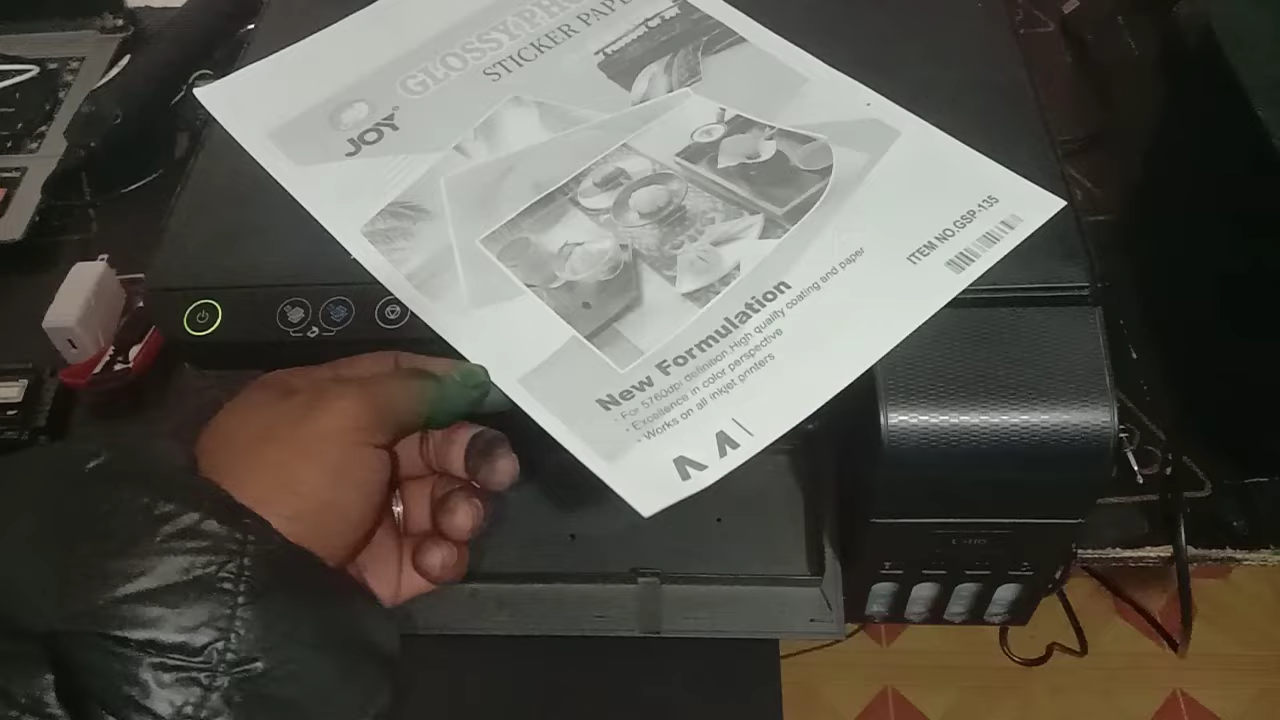 GLOSSYPHO
STICKER PAPE
JOY
ITEM NO.GSP-135
New Formulation
· For 5760dpi definition,High quality coating and paper
· Excellence in color perspective
· Works on all inkjet printers